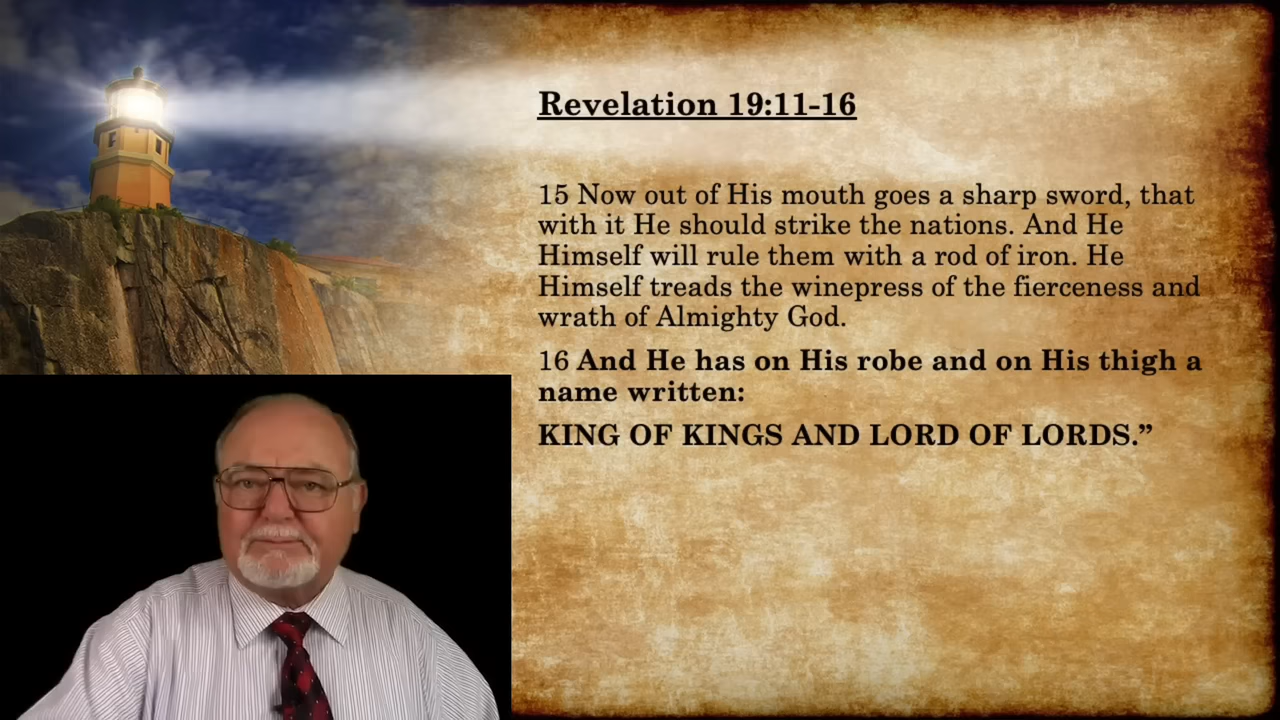 Revelation 19:11-16
15 Now out of His mouth goes a sharp sword, that
with it He should strike the nations. And He
Himself will rule them with a rod of iron. He
Himself treads the winepress of the fierceness and
wrath of Almighty God.
16 And He has on His robe and on His thigh a
name written:
KING OF KINGS AND LORD OF LORDS.”